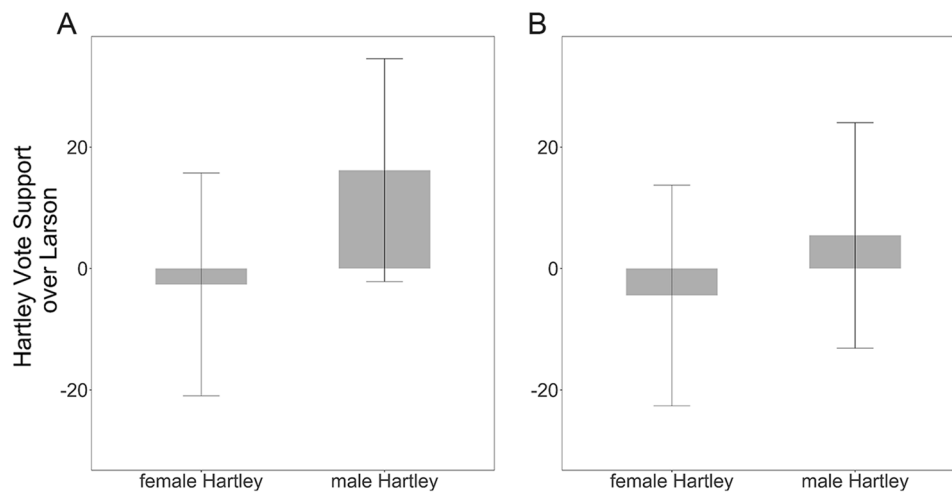 A
B
Hartley Vote Support
over Larson
20
0
-20
female Hartley
male Hartley
20
0
-20
female Hartley
male Hartley